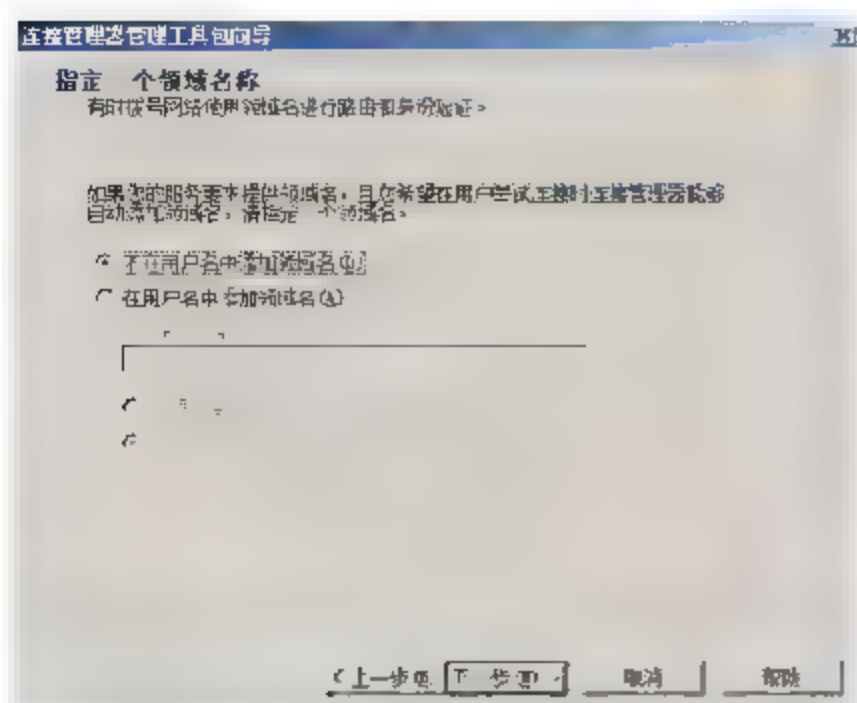 连接管理器管理工具包向导
指定 个领域名称
有时拨号网络使用领域名进行路由和身份验证。
如果您的服务要求提供领域名，且您希望在用户尝试连接时连接管理器能够
自动添加领域名，请指定一个领域名。
不在用户名中添加领域名
在用户名中添加领域名(A)
<上一步
下一步
取消
帮助